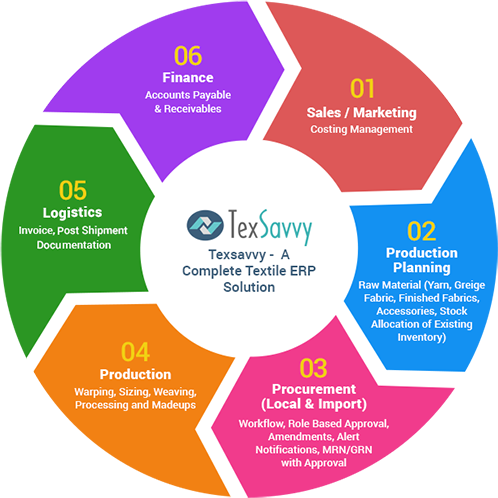 06
Finance
Accounts Payable
& Receivables
01
Sales / Marketing
Costing Management
02
Production
Planning
Raw Material (Yarn, Greige
Fabric, Finished Fabrics,
Accessories, Stock
Allocation of Existing
Inventory)
03
Procurement
(Local & Import)
Workflow, Role Based Approval,
Amendments, Alert
Notifications, MRN/GRN
with Approval
04
Production
Warping, Sizing, Weaving,
Processing and Madeups
05
Logistics
Invoice, Post Shipment
Documentation
TexSavvy
Texsavvy - A
Complete Textile ERP
Solution